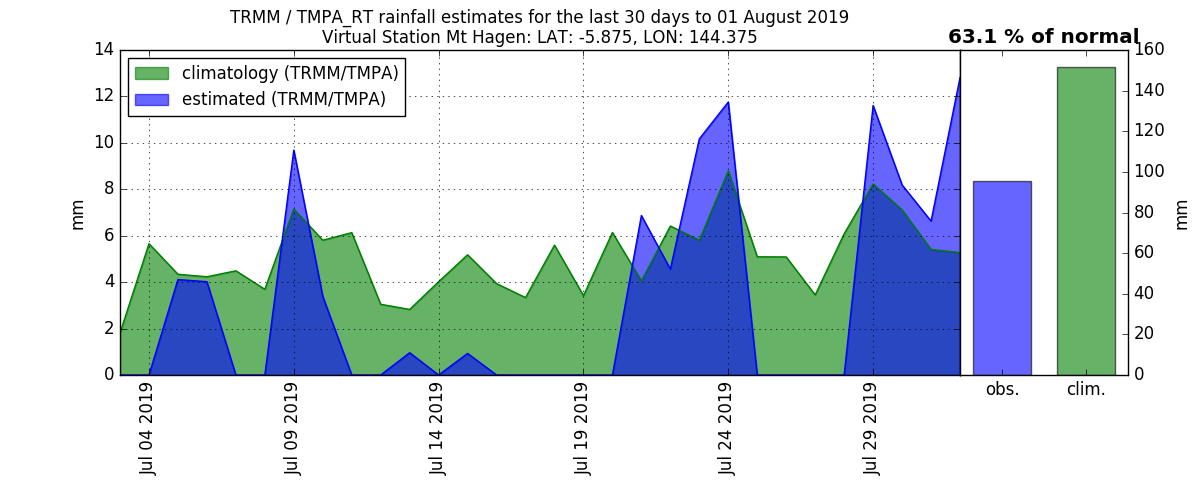 TRMM / TMPA_RT rainfall estimates for the last 30 days to 01 August 2019
Virtual Station Mt Hagen: LAT: -5.875, LON: 144.375
63.1 % of normal
climatology (TRMM/TMPA)
estimated (TRMM/TMPA)
14
12
10
8
6
4
2
0
mm
Jul 04 2019
Jul 09 2019
Jul 14 2019
Jul 19 2019
Jul 24 2019
Jul 29 2019
obs.
clim.
160
140
120
100
80
60
40
20
0
mm